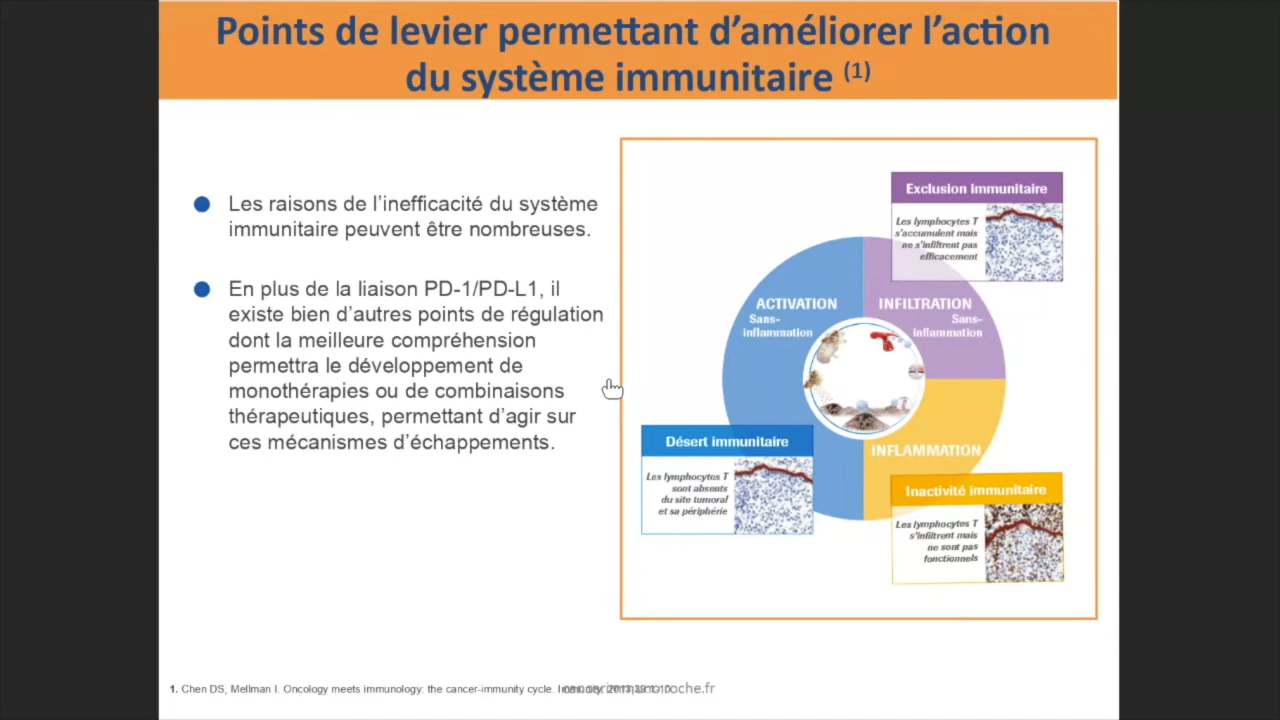 Points de levier permettant d’améliorer l’action
du système immunitaire (1)
Les raisons de l’inefficacité du système
immunitaire peuvent être nombreuses.
En plus de la liaison PD-1/PD-L1, il
existe bien d’autres points de régulation
dont la meilleure compréhension
permettra le développement de
monothérapies ou de combinaisons
thérapeutiques, permettant d’agir sur
ces mécanismes d’échappements.
Exclusion immunitaire
Les lymphocytes T
s’accumulent mais
ne s’infiltrent pas
efficacement
ACTIVATION
Sans-
inflammation
INFILTRATION
Sans-
inflammation
Désert immunitaire
Les lymphocytes T
sont absents
du site tumoral
et sa périphérie
INFLAMMATION
Inactivité immunitaire
Les lymphocytes T
s’infiltrent mais
ne sont pas
fonctionnels
1. Chen DS, Mellman I. Oncology meets immunology: the cancer-immunity cycle.